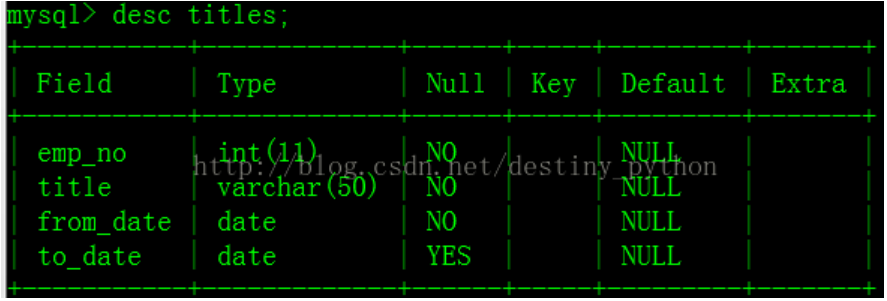 mysql> desc titles;
+-----------+-------------+------+-----+---------+-------+
| Field | Type | Null | Key | Default | Extra |
+-----------+-------------+------+-----+---------+-------+
| emp_no | int(11) | NO | | NULL | |
http://blog.csdn.net/destiny_python
| title | varchar(50) | NO | | NULL | |
| from_date | date | NO | | NULL | |
| to_date | date | YES | | NULL | |
+-----------+-------------+------+-----+---------+-------+